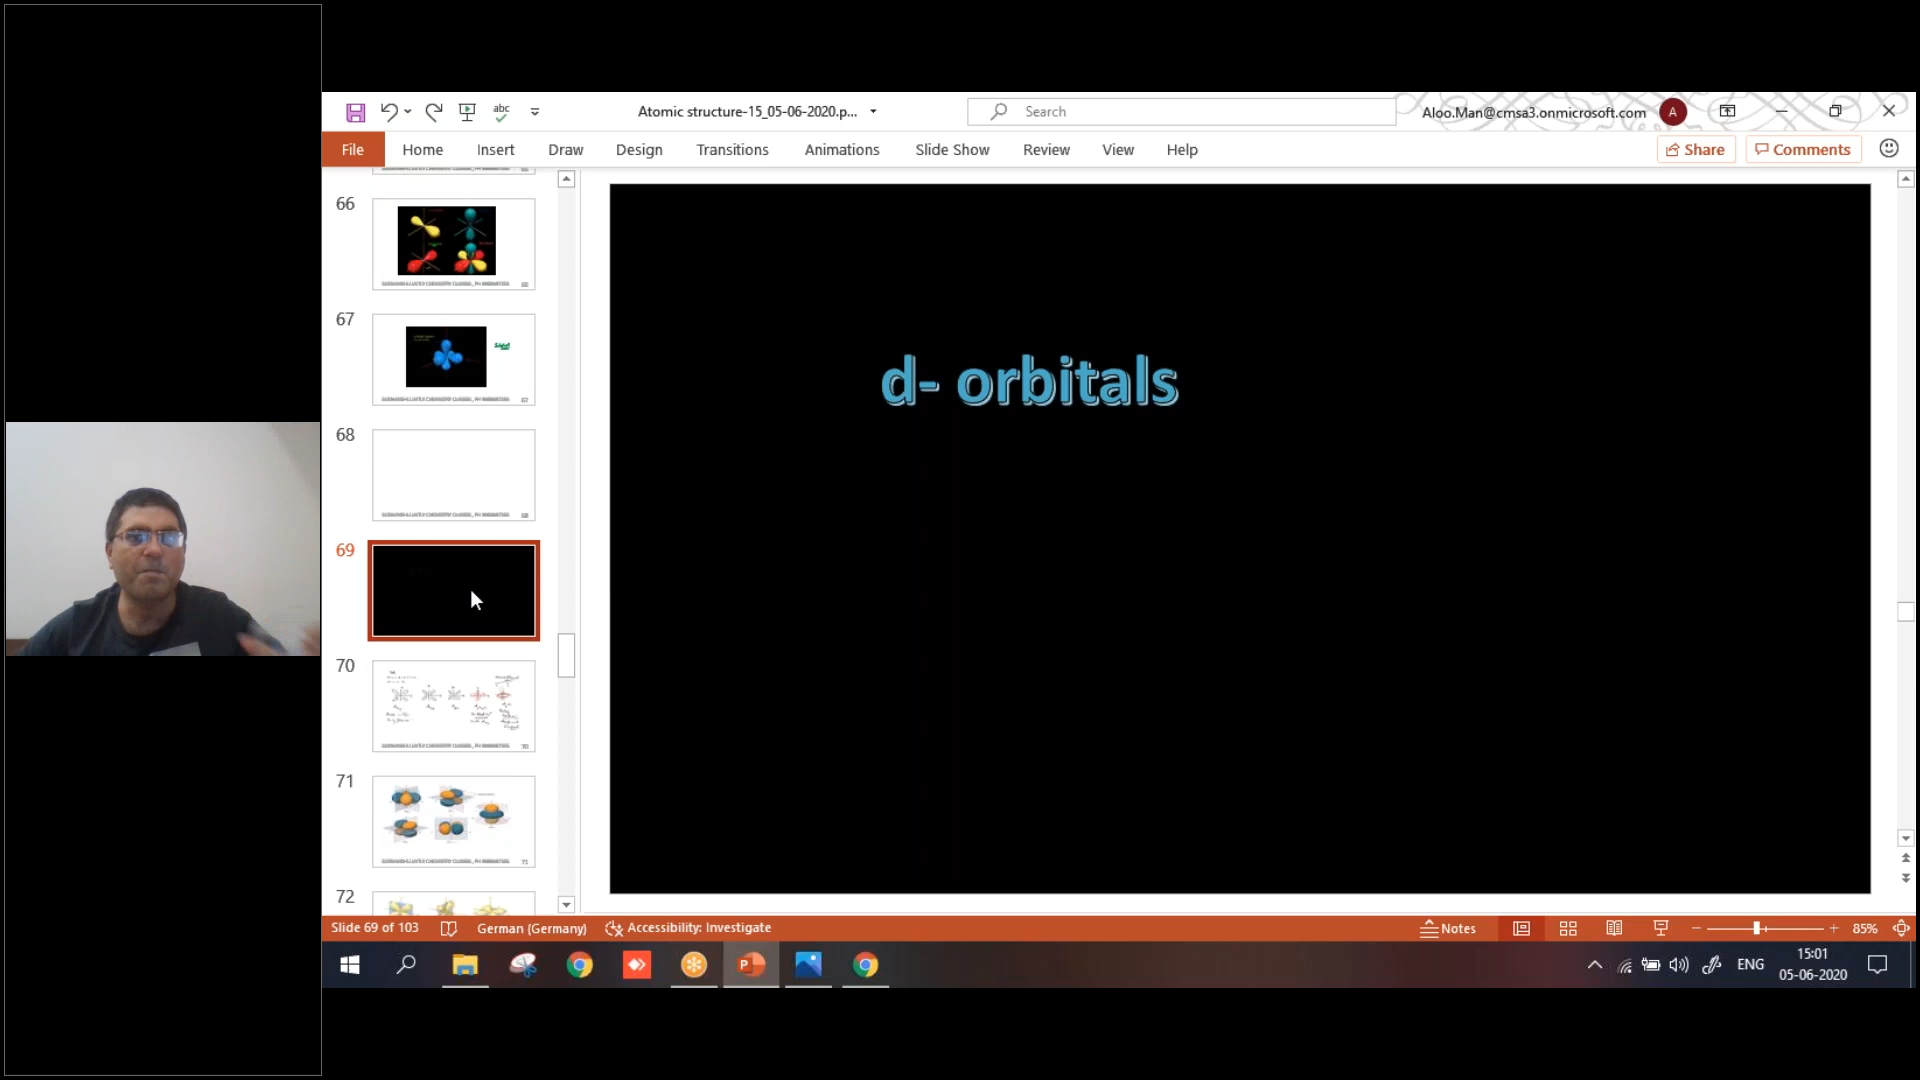 abc
Atomic structure-15_05-06-2020.p...
Search
Aloo.Man@cmsa3.onmicrosoft.com
A
File
Home
Insert
Draw
Design
Transitions
Animations
Slide Show
Review
View
Help
Share
Comments
66
67
68
69
70
71
72
d- orbitals
Slide 69 of 103
German (Germany)
Accessibility: Investigate
Notes
85%
ENG
15:01
05-06-2020